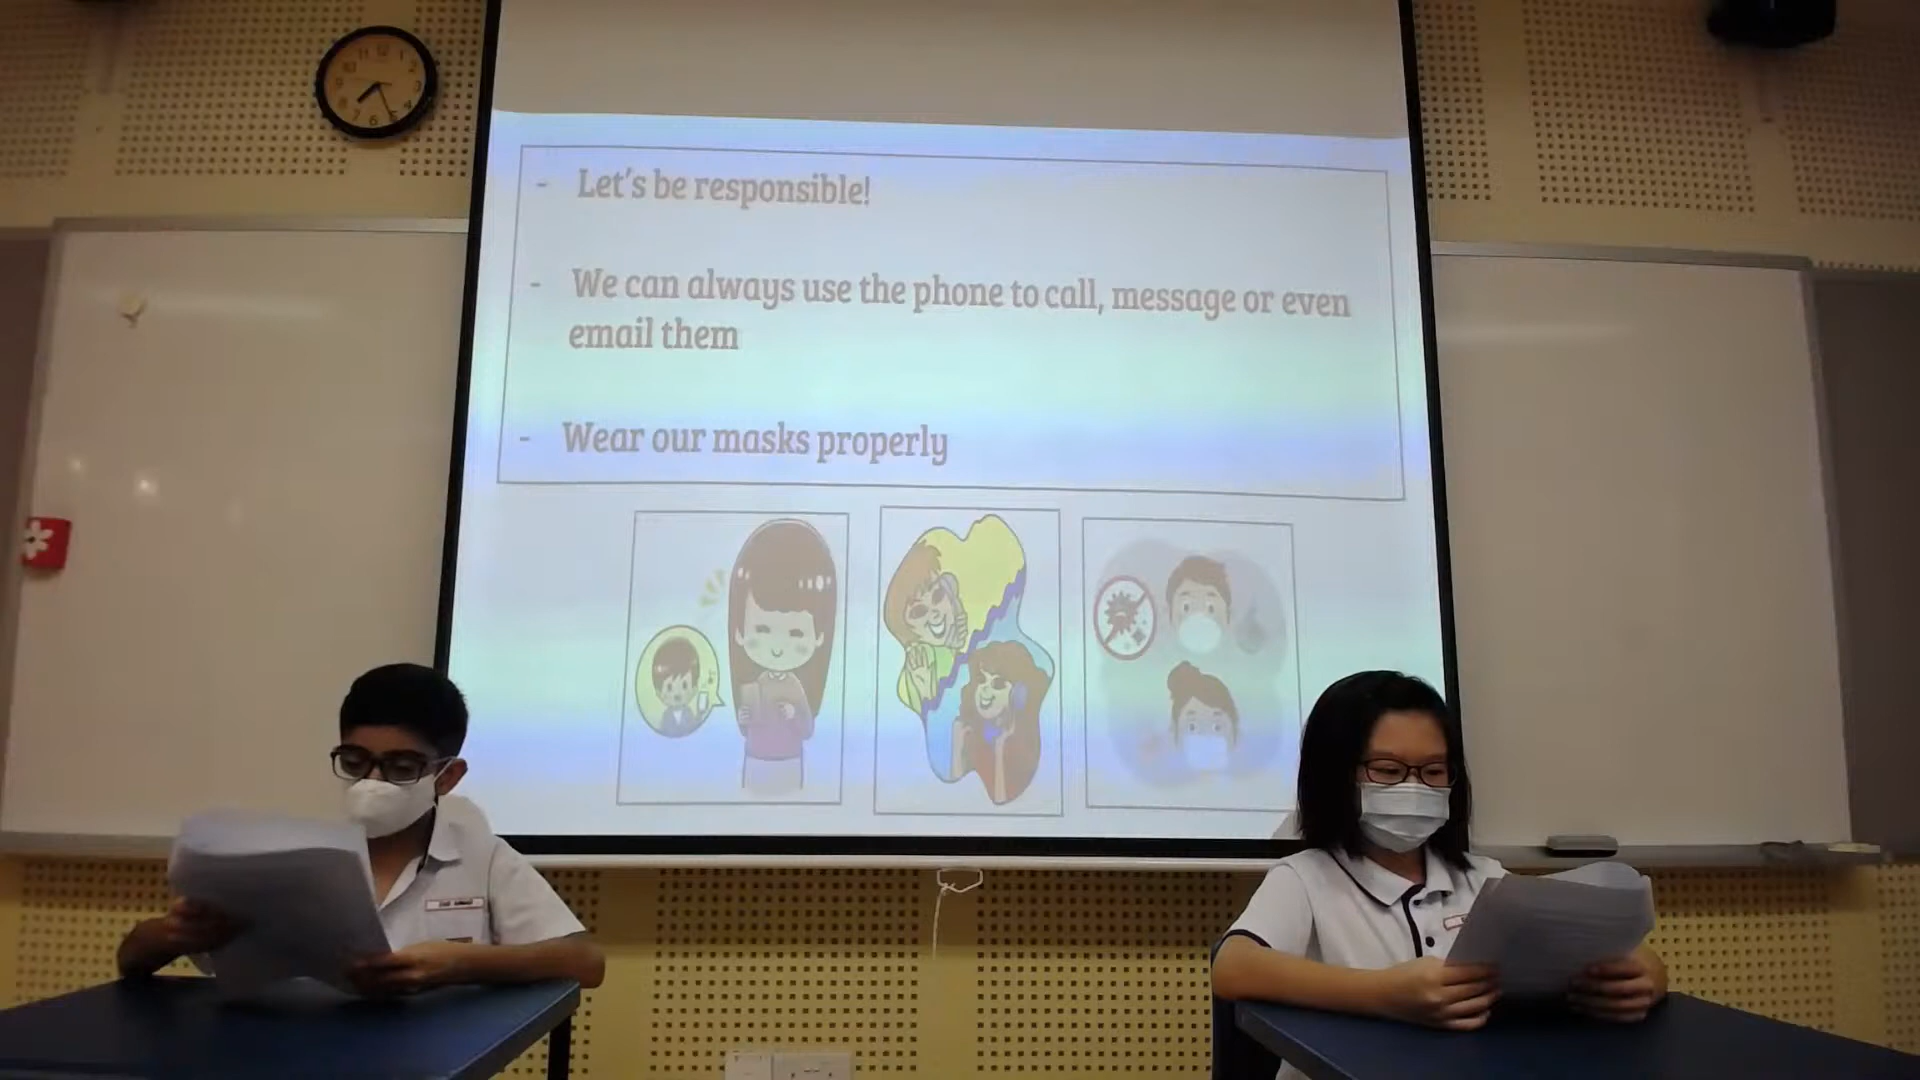 - Let's be responsible!
- We can always use the phone to call, message or even
email them
- Wear our masks properly